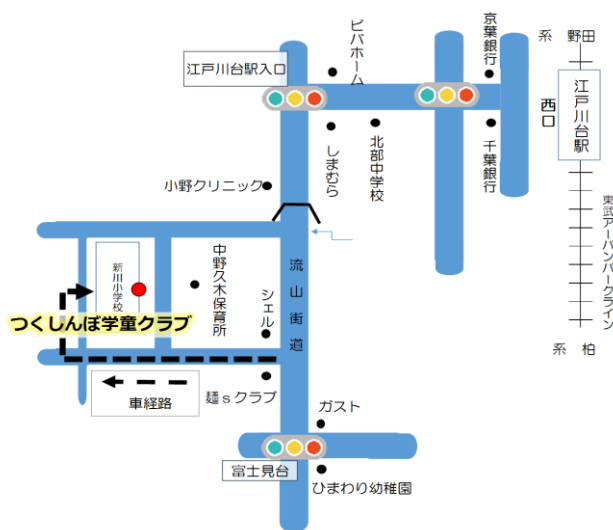 系 野田
京葉銀行
ビバホーム
江戸川台駅入口
江戸川台駅
西口
しまむら
北部中学校
千葉銀行
小野クリニック
東武アーバンパークライン
中野久木保育所
新川小学校
流山街道
シェル
つくしんぼ学童クラブ
系 柏
麺sクラブ
車経路
ガスト
富士見台
ひまわり幼稚園